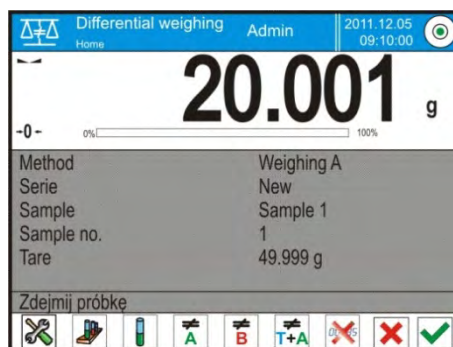 Differential weighing Admin 2011.12.05
Home 09:10:00
20.001 g
-0- 0% 100%
Method Weighing A
Serie New
Sample Sample 1
Sample no. 1
Tare 49.999 g
Zdejmij próbkę
A B T+A